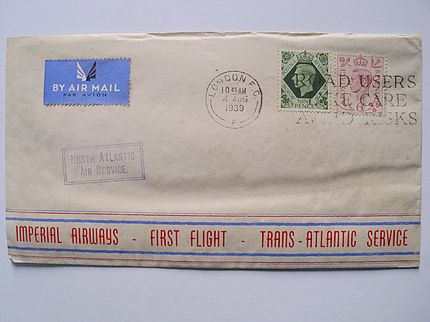 BY AIR MAIL
PAR AVION
LONDON F.C.
10 45 AM
4 AUG
1939
F
NINE
PENCE
6
ROAD USERS
TAKE CARE
AVOID RISKS
NORTH ATLANTIC
AIR SERVICE.
IMPERIAL AIRWAYS - FIRST FLIGHT - TRANS-ATLANTIC SERVICE